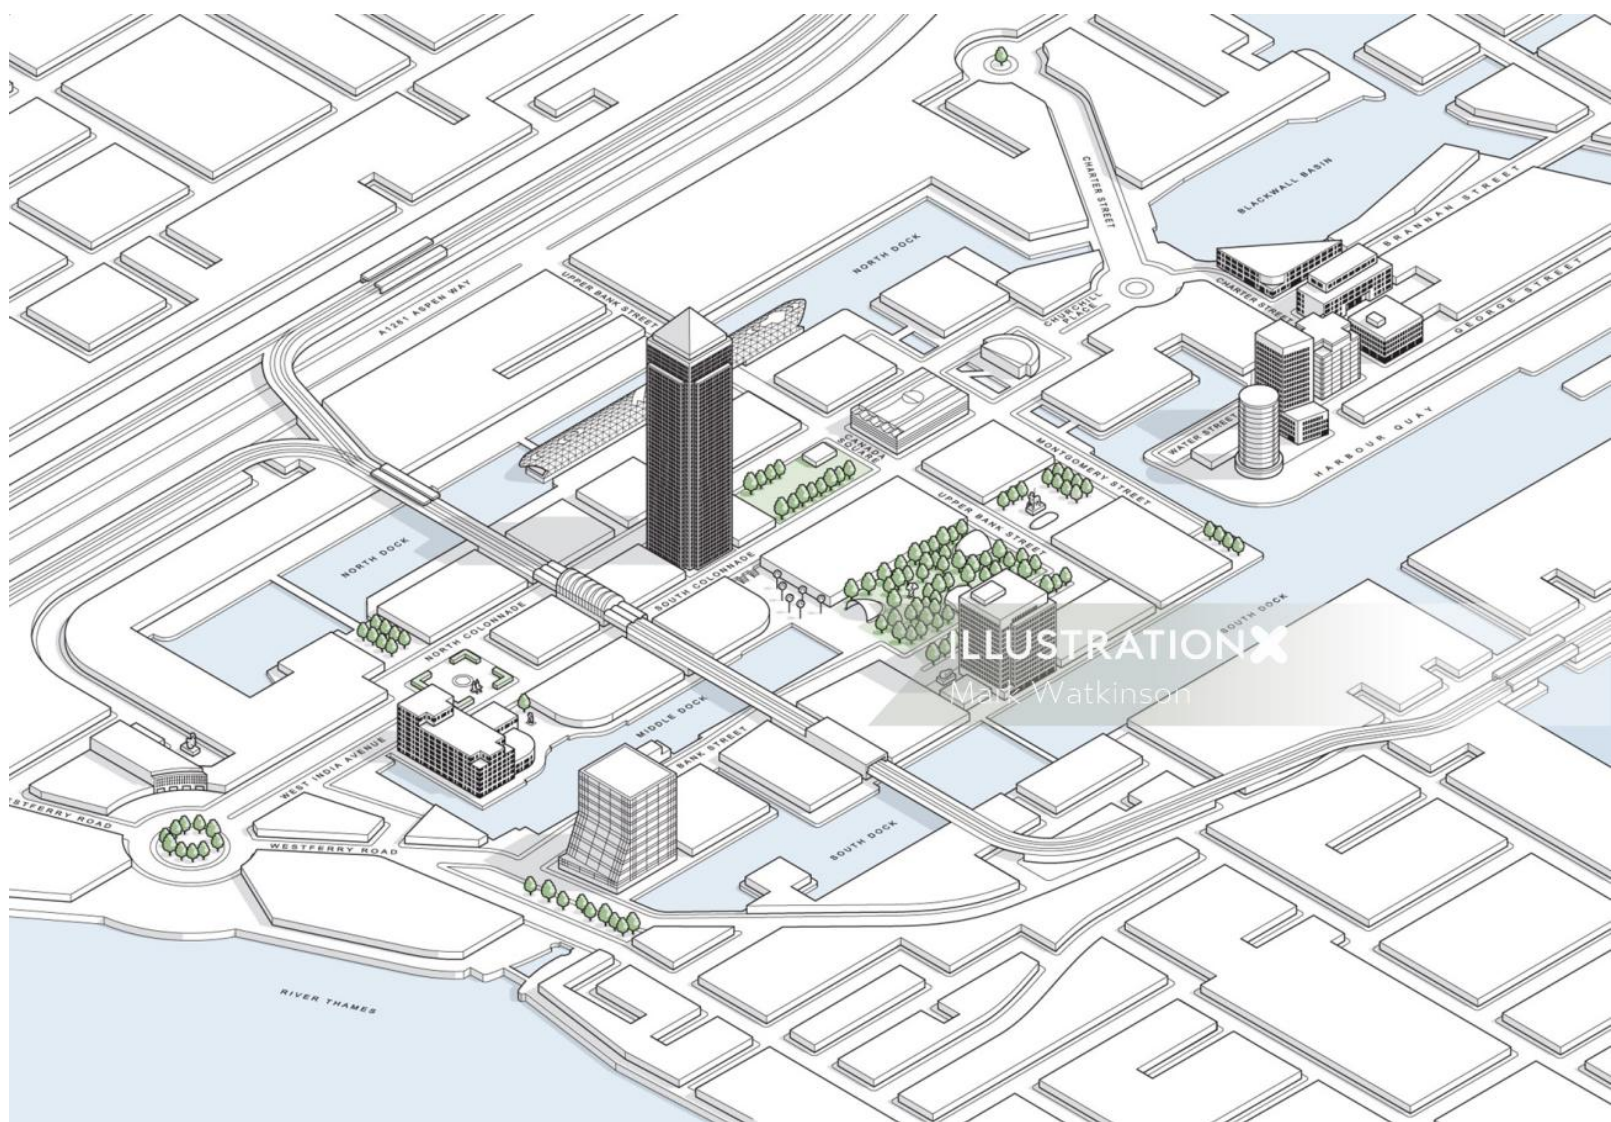 CHARTER STREET
BLACKWALL BASIN
BRANNAN STREET
NORTH DOCK
GEORGE STREET
UPPER BANK STREET
A1261 ASPEN WAY
CHURCHILL
PLACE
CHARTER STREET
WATER STREET
HARBOUR QUAY
CANADA
SQUARE
MONTGOMERY STREET
UPPER BANK STREET
NORTH DOCK
SOUTH COLONNADE
NORTH COLONNADE
SOUTH DOCK
ILLUSTRATIONX
Mark Watkinson
MIDDLE DOCK
BANK STREET
WEST INDIA AVENUE
STFERRY ROAD
WESTFERRY ROAD
SOUTH DOCK
RIVER THAMES